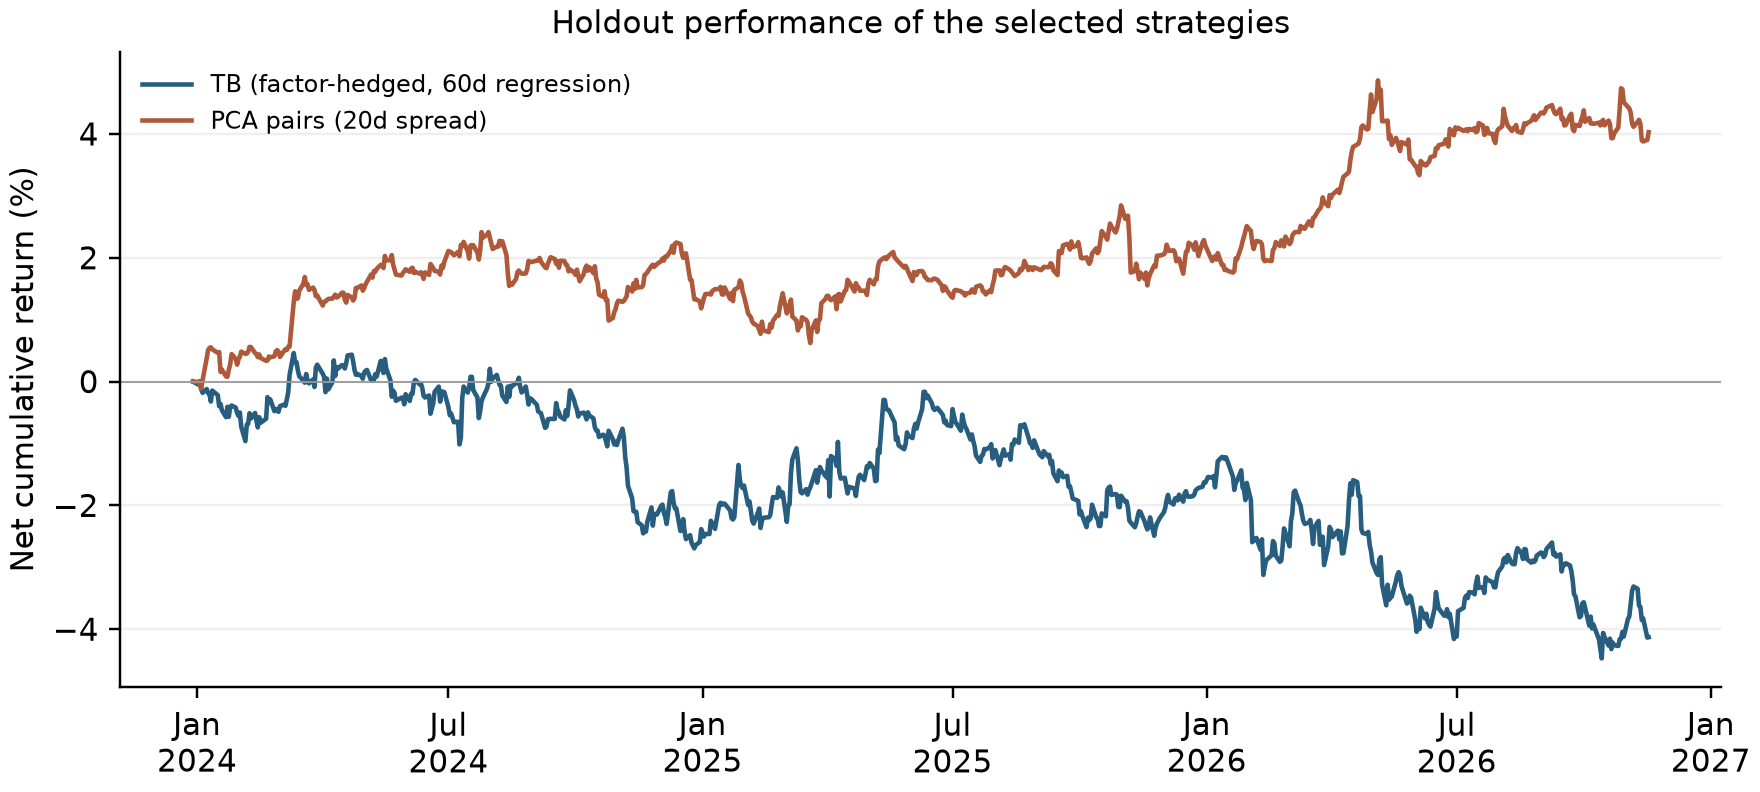 Holdout performance of the selected strategies
TB (factor-hedged, 60d regression)
PCA pairs (20d spread)
Net cumulative return (%)
4
2
0
−2
−4
Jan Jul Jan Jul Jan Jul Jan
2024 2024 2025 2025 2026 2026 2027